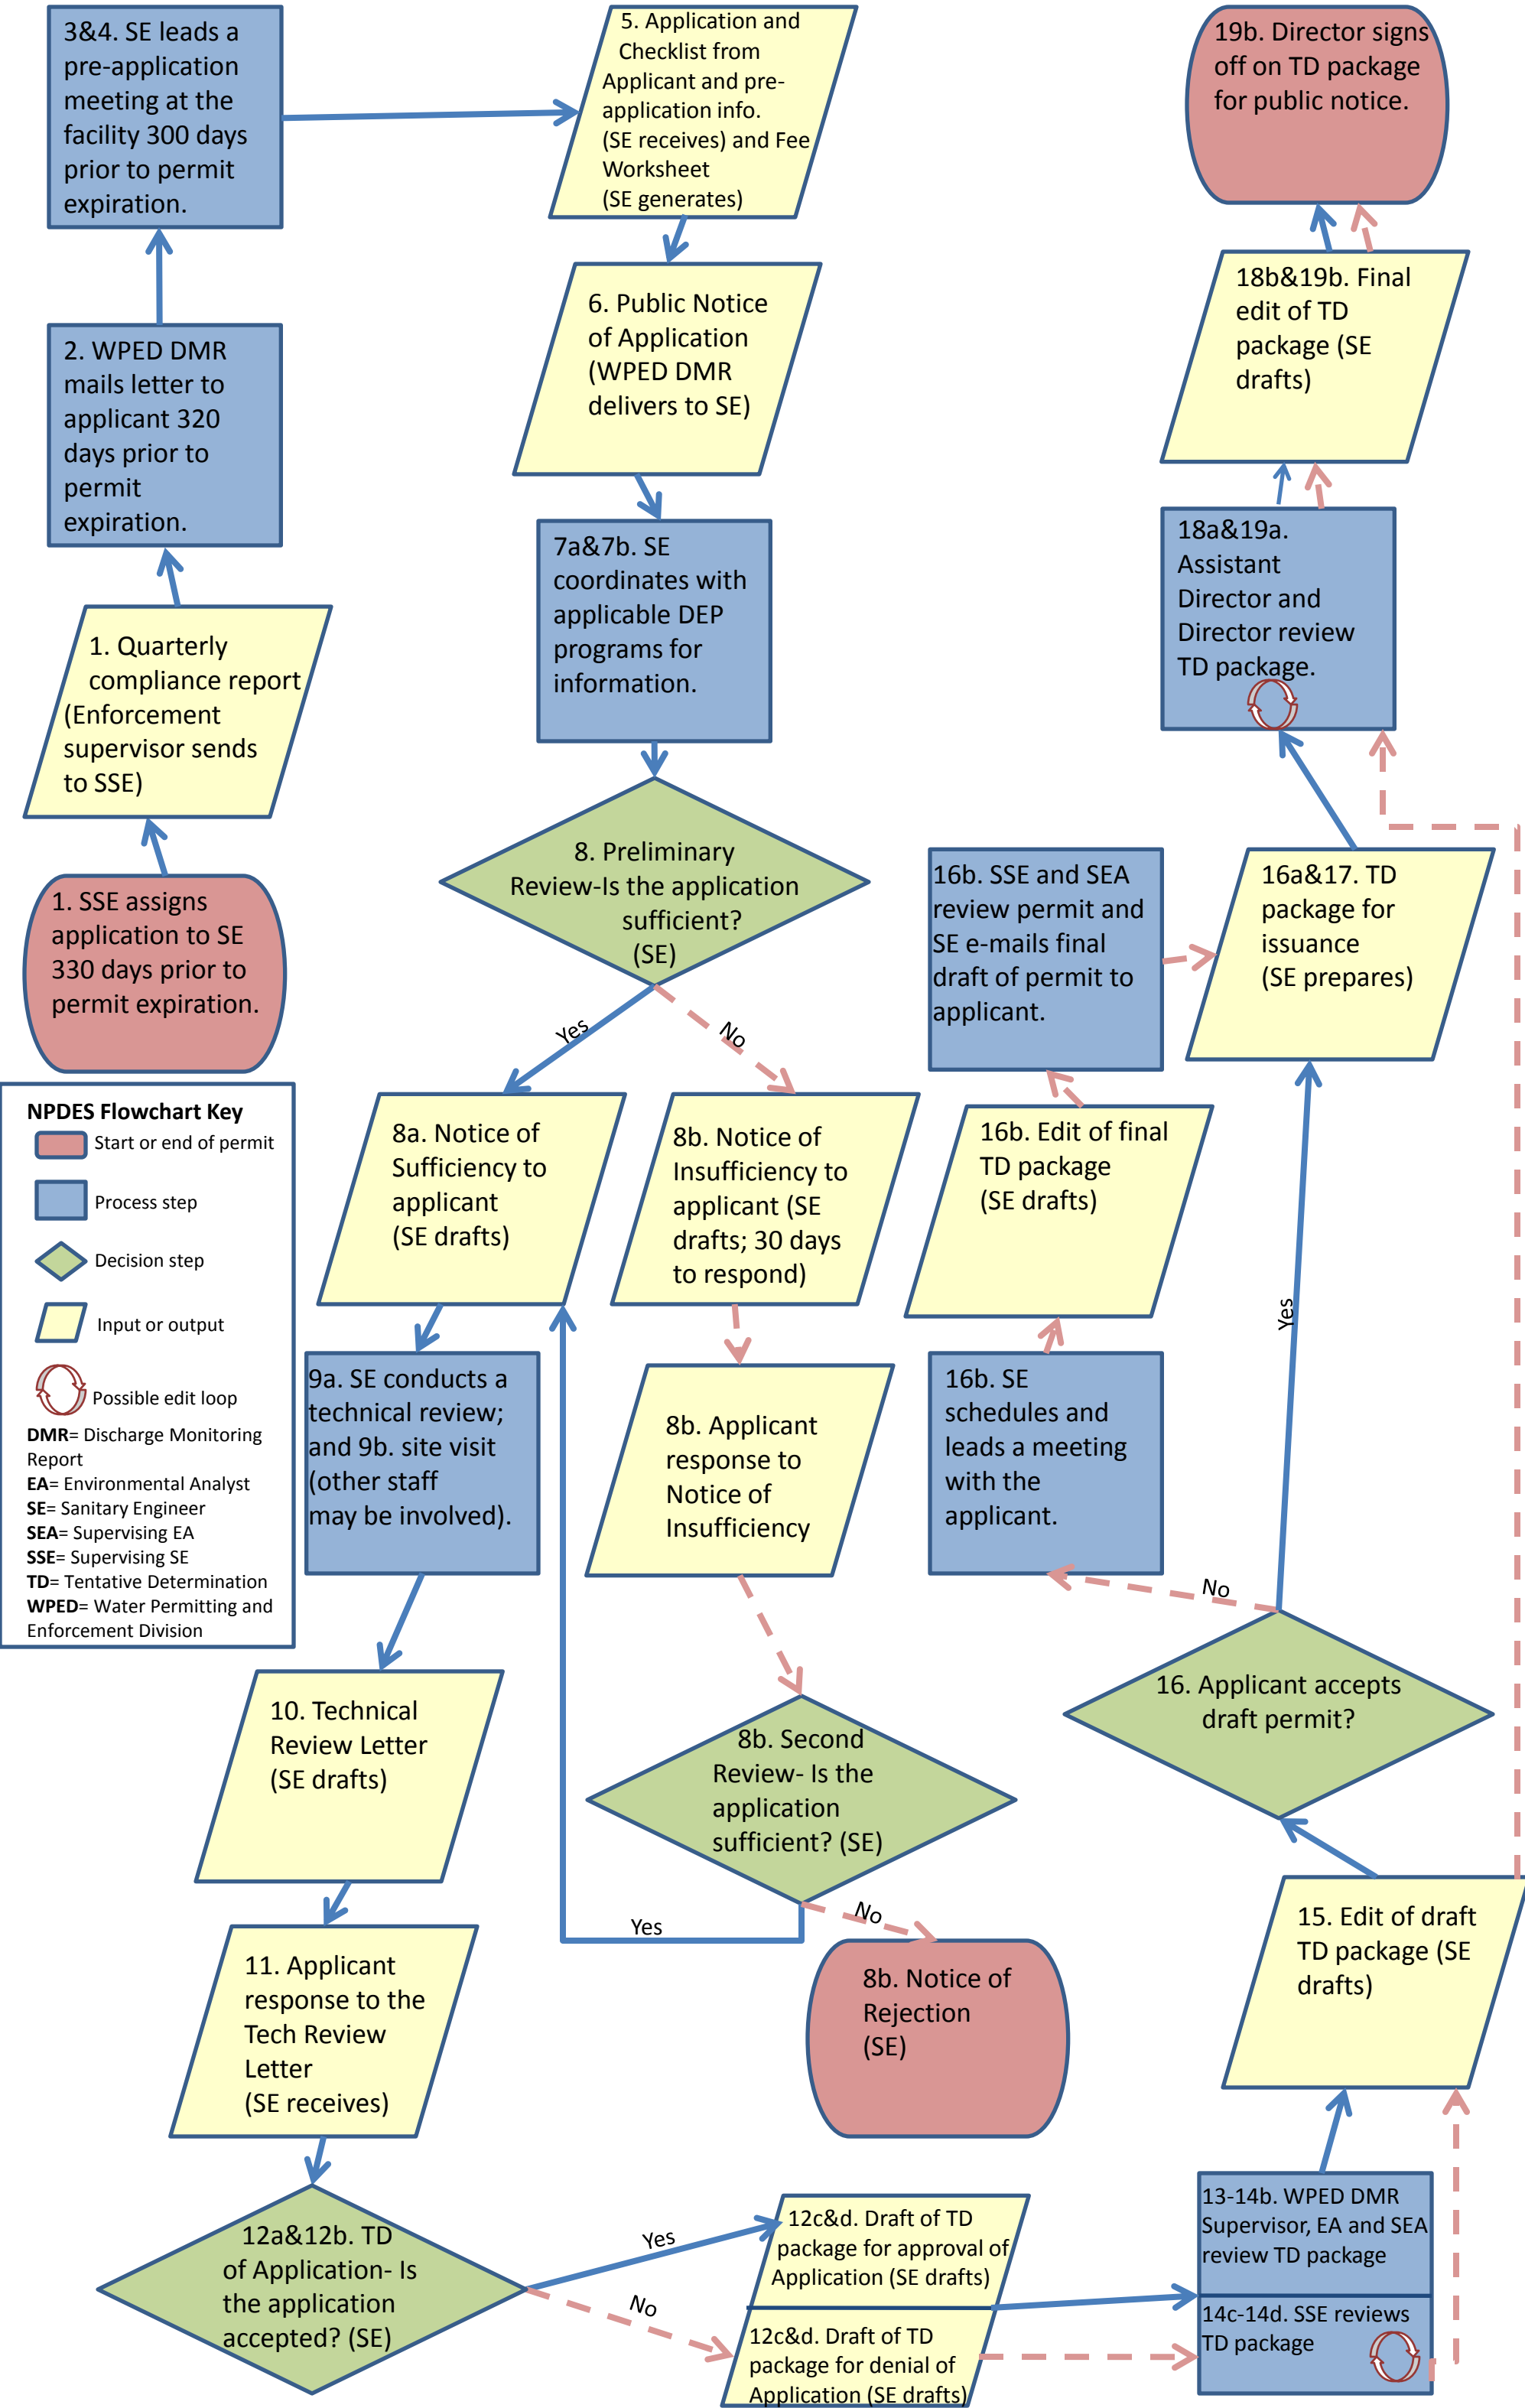 3&4. SE leads a
pre-application
meeting at the
facility 300 days
prior to permit
expiration.
2. WPED DMR
mails letter to
applicant 320
days prior to
permit
expiration.
1. Quarterly
compliance report
(Enforcement
supervisor sends
to SSE)
1. SSE assigns
application to SE
330 days prior to
permit expiration.
NPDES Flowchart Key
Start or end of permit
Process step
Decision step
Input or output
Possible edit loop
DMR= Discharge Monitoring
Report
EA= Environmental Analyst
SE= Sanitary Engineer
SEA= Supervising EA
SSE= Supervising SE
TD= Tentative Determination
WPED= Water Permitting and
Enforcement Division
5. Application and
Checklist from
Applicant and pre-
application info.
(SE receives) and Fee
Worksheet
(SE generates)
6. Public Notice
of Application
(WPED DMR
delivers to SE)
7a&7b. SE
coordinates with
applicable DEP
programs for
information.
8. Preliminary
Review-Is the application
sufficient?
(SE)
Yes
No
8a. Notice of
Sufficiency to
applicant
(SE drafts)
8b. Notice of
Insufficiency to
applicant (SE
drafts; 30 days
to respond)
9a. SE conducts a
technical review;
and 9b. site visit
(other staff
may be involved).
8b. Applicant
response to
Notice of
Insufficiency
10. Technical
Review Letter
(SE drafts)
8b. Second
Review- Is the
application
sufficient? (SE)
Yes
No
8b. Notice of
Rejection
(SE)
11. Applicant
response to the
Tech Review
Letter
(SE receives)
12a&12b. TD
of Application- Is
the application
accepted? (SE)
Yes
No
12c&d. Draft of TD
package for approval of
Application (SE drafts)
12c&d. Draft of TD
package for denial of
Application (SE drafts)
13-14b. WPED DMR
Supervisor, EA and SEA
review TD package
14c-14d. SSE reviews
TD package
15. Edit of draft
TD package (SE
drafts)
16. Applicant accepts
draft permit?
No
Yes
16b. SE
schedules and
leads a meeting
with the
applicant.
16b. Edit of final
TD package
(SE drafts)
16b. SSE and SEA
review permit and
SE e-mails final
draft of permit to
applicant.
16a&17. TD
package for
issuance
(SE prepares)
18a&19a.
Assistant
Director and
Director review
TD package.
18b&19b. Final
edit of TD
package (SE
drafts)
19b. Director signs
off on TD package
for public notice.